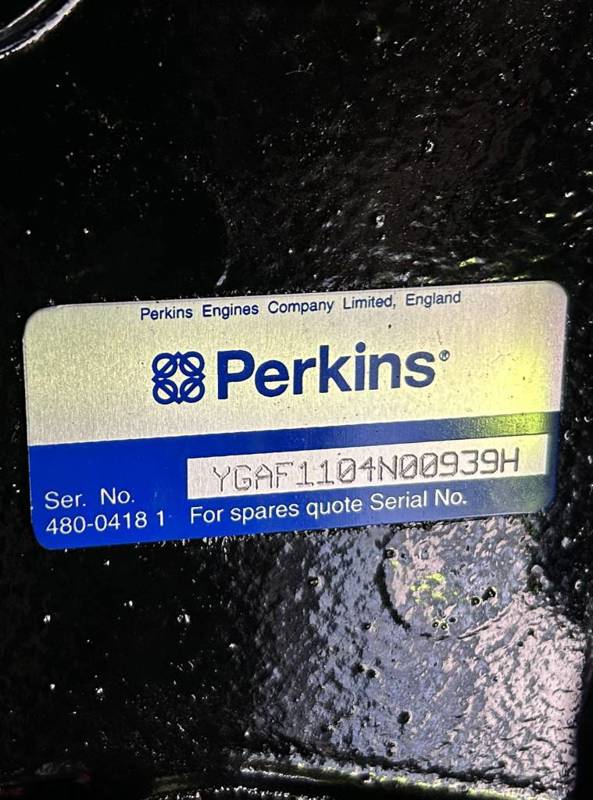 Perkins Engines Company Limited, England
Perkins®
YGAF1104N00939H
Ser. No.
480-0418 1 For spares quote Serial No.